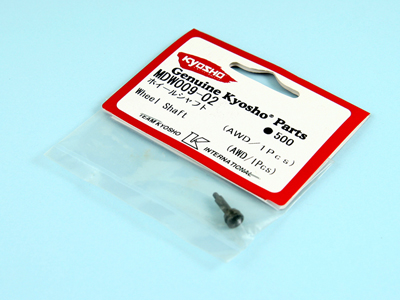 KYOSHO
Genuine Kyosho® Parts
MDW009-02
●500
ホイールシャフト
(AWD/1Pcs)
Wheel Shaft
(AWD/1Pcs)
TEAM KYOSHO
INTERNATIONAL